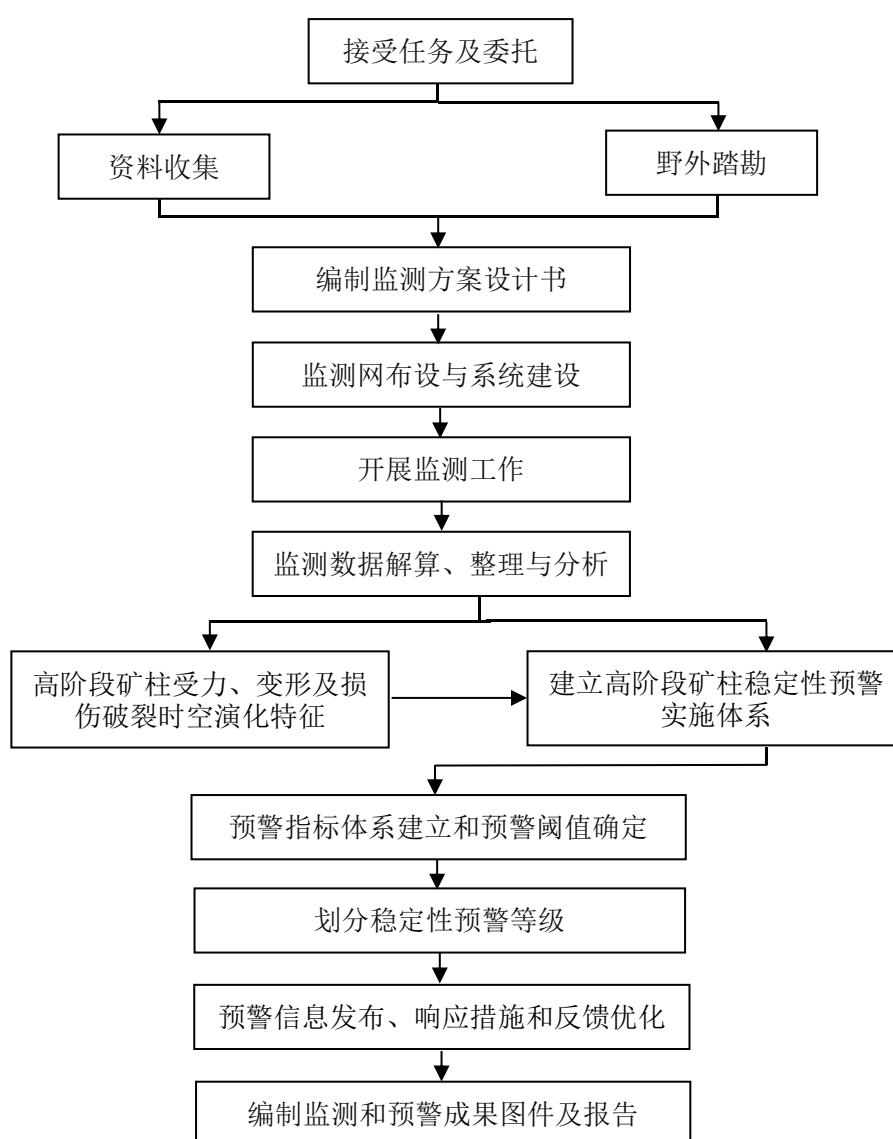 接受任务及委托
资料收集
野外踏勘
编制监测方案设计书
监测网布设与系统建设
开展监测工作
监测数据解算、整理与分析
高阶段矿柱受力、变形及损
伤破裂时空演化特征
建立高阶段矿柱稳定性预警
实施体系
预警指标体系建立和预警阈值确定
划分稳定性预警等级
预警信息发布、响应措施和反馈优化
编制监测和预警成果图件及报告